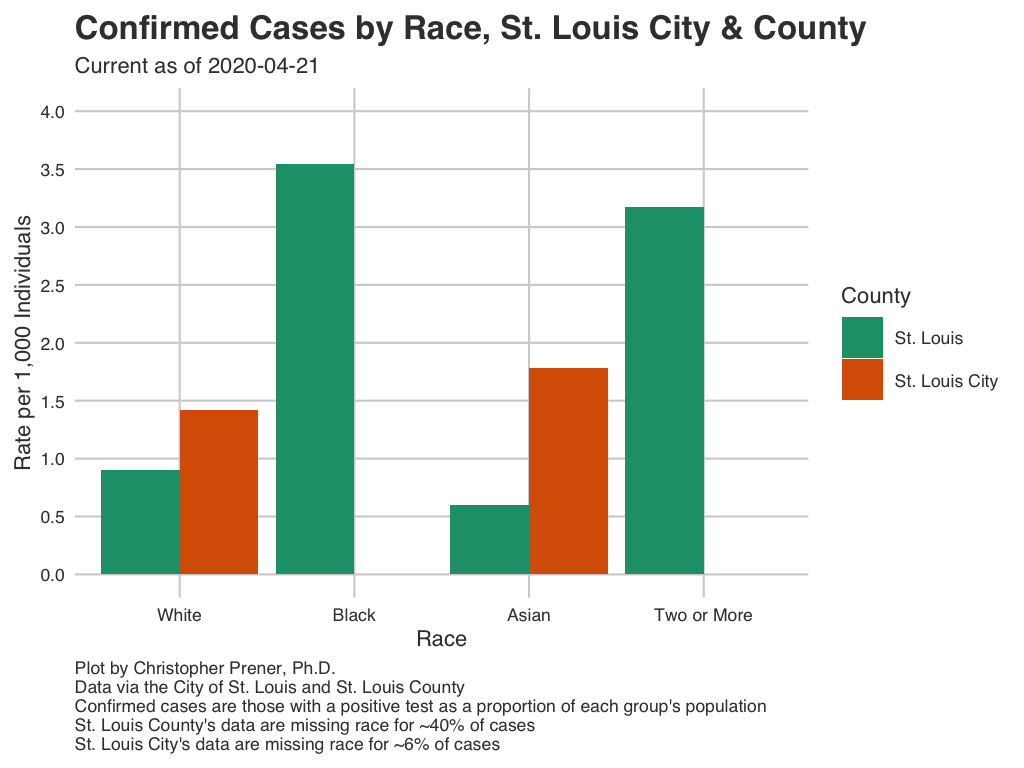 Confirmed Cases by Race, St. Louis City & County
Current as of 2020-04-21
Rate per 1,000 Individuals
4.0
3.5
3.0
2.5
2.0
1.5
1.0
0.5
0.0
White
Black
Asian
Two or More
Race
County
St. Louis
St. Louis City
Plot by Christopher Prener, Ph.D.
Data via the City of St. Louis and St. Louis County
Confirmed cases are those with a positive test as a proportion of each group's population
St. Louis County's data are missing race for ~40% of cases
St. Louis City's data are missing race for ~6% of cases